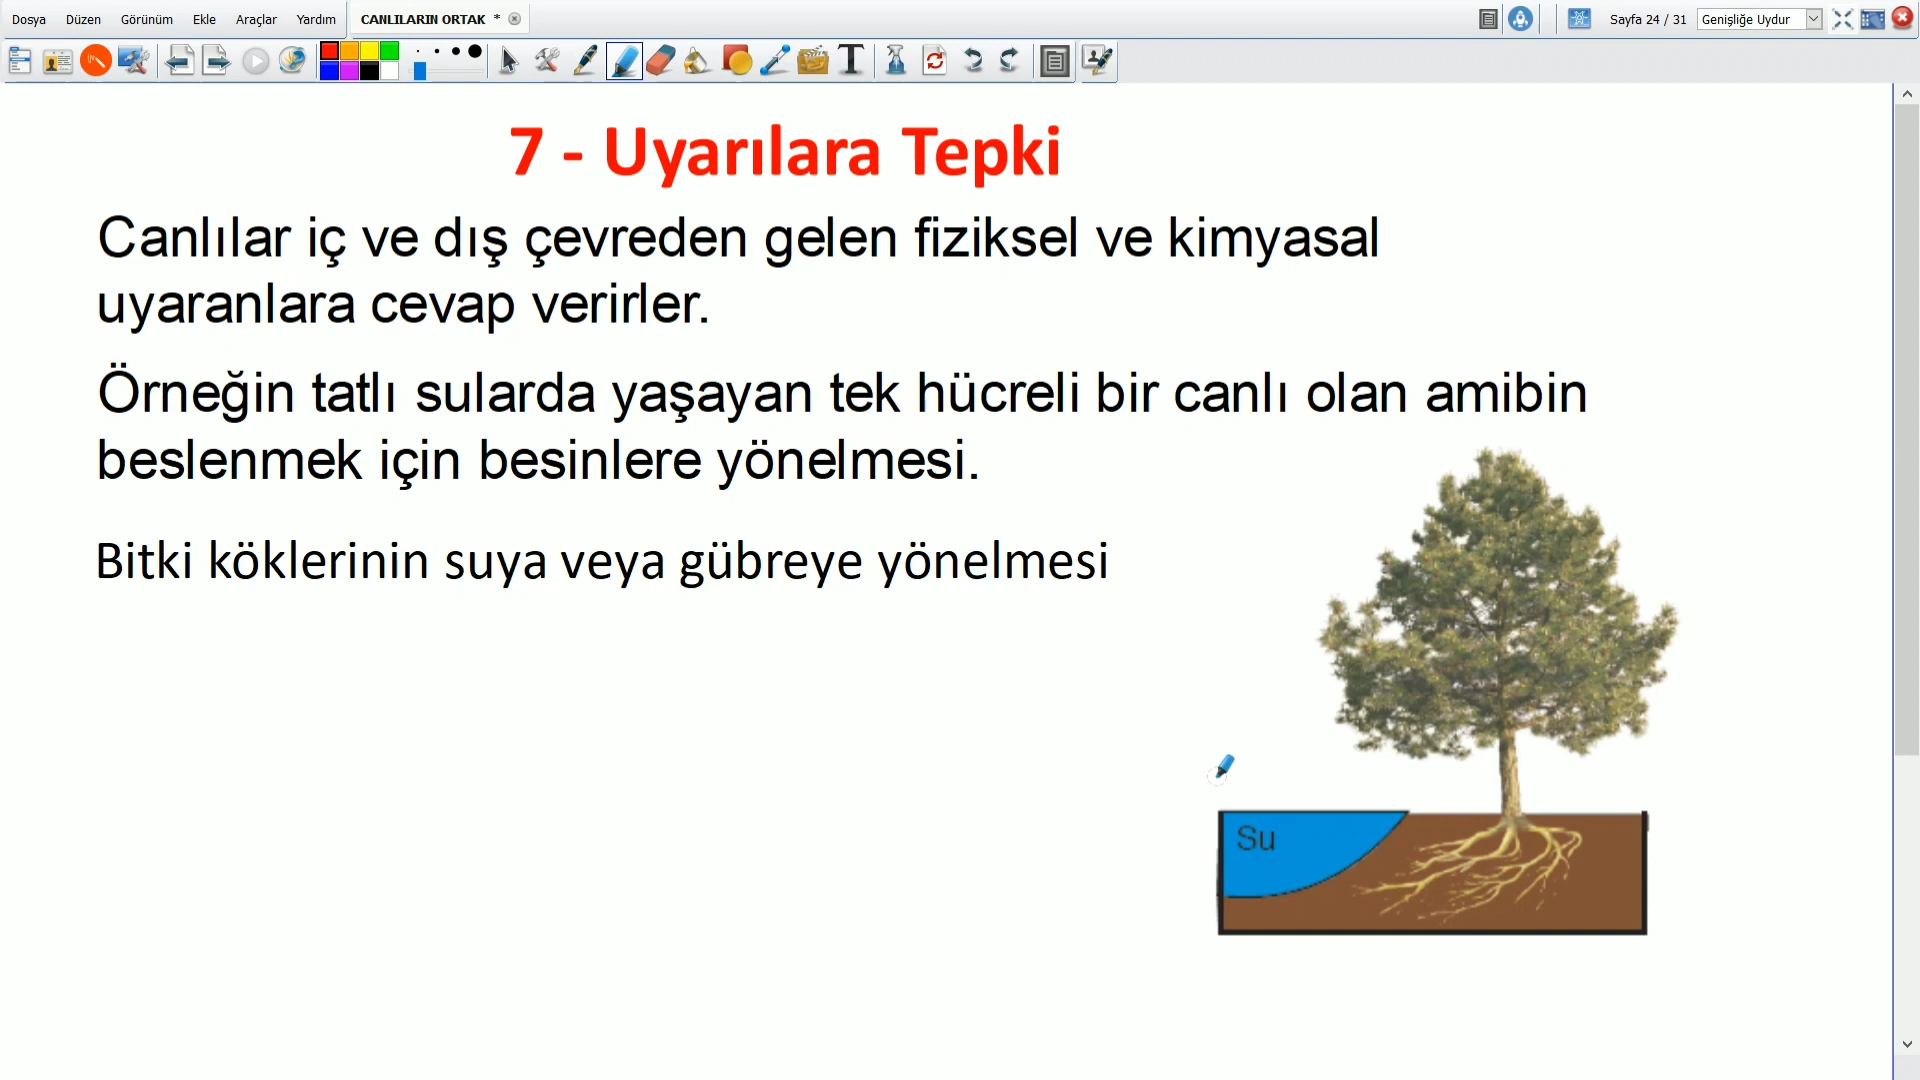 Dosya Düzen Görünüm Ekle Araçlar Yardım CANLILARIN ORTAK * Sayfa 24 / 31 Genişliğe Uydur
7 - Uyarılara Tepki
Canlılar iç ve dış çevreden gelen fiziksel ve kimyasal
uyaranlara cevap verirler.
Örneğin tatlı sularda yaşayan tek hücreli bir canlı olan amibin
beslenmek için besinlere yönelmesi.
Bitki köklerinin suya veya gübreye yönelmesi
Su